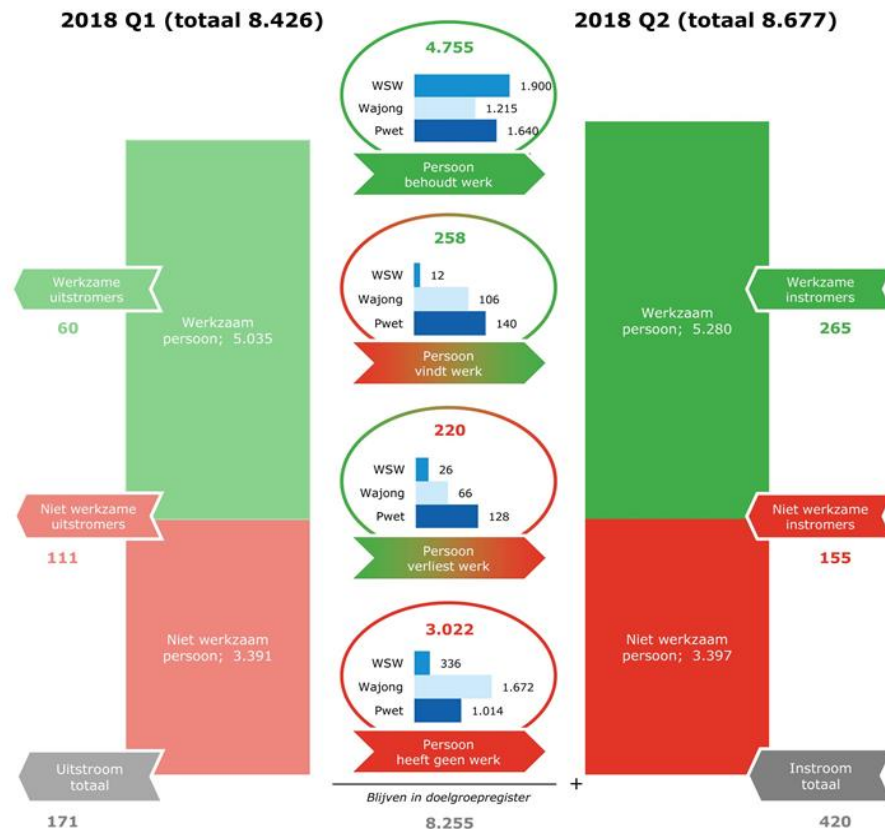 2018 Q1 (totaal 8.426)
2018 Q2 (totaal 8.677)
4.755
WSW 1.900
Wajong 1.215
Pwet 1.640
Persoon
behoudt werk
258
WSW 12
Wajong 106
Pwet 140
Persoon
vindt werk
220
WSW 26
Wajong 66
Pwet 128
Persoon
verliest werk
3.022
WSW 336
Wajong 1.672
Pwet 1.014
Persoon
heeft geen werk
Blijven in doelgroepregister
8.255
+
Werkzame
uitstromers
60
Werkzaam
persoon; 5.035
Niet werkzame
uitstromers
111
Niet werkzaam
persoon; 3.391
Uitstroom
totaal
171
Werkzaam
persoon; 5.280
Werkzame
instromers
265
Niet werkzame
instromers
155
Niet werkzaam
persoon; 3.397
Instroom
totaal
420